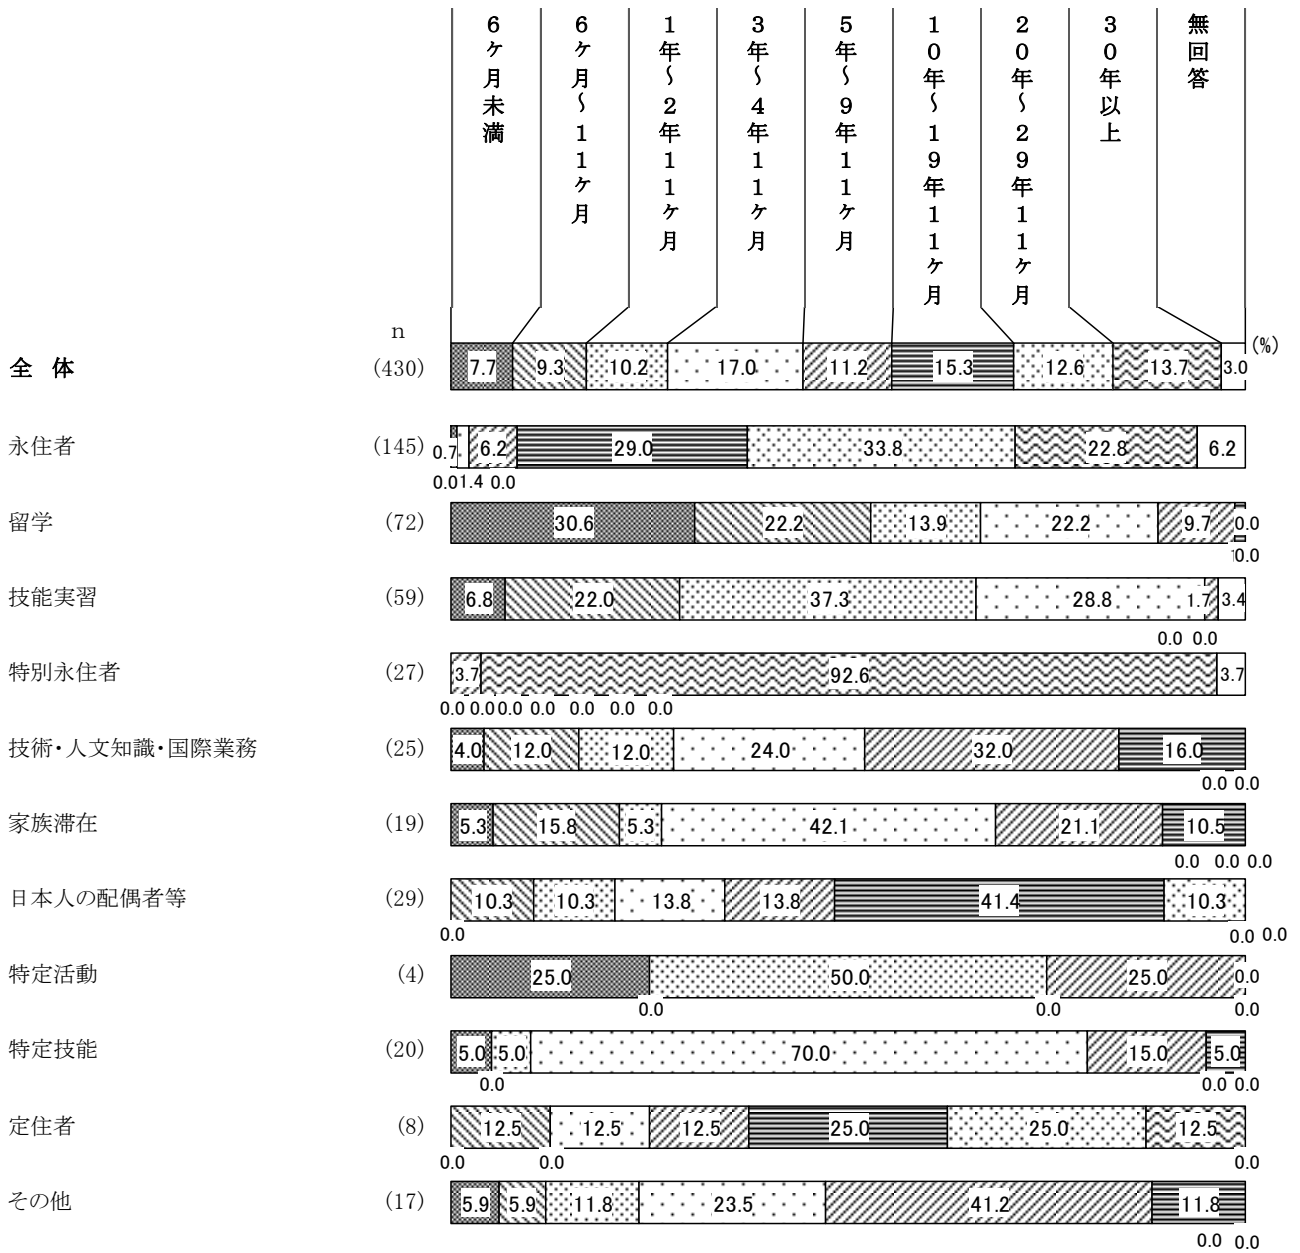 6ヶ月未満
6ヶ月～11ヶ月
1年～2年11ヶ月
3年～4年11ヶ月
5年～9年11ヶ月
10年～19年11ヶ月
20年～29年11ヶ月
30年以上
無回答
n
(%)
全 体 (430) 7.7 9.3 10.2 17.0 11.2 15.3 12.6 13.7 3.0
永住者 (145) 0.7 6.2 29.0 33.8 22.8 6.2
0.0 1.4 0.0
留学 (72) 30.6 22.2 13.9 22.2 9.7 0.0
0.0
技能実習 (59) 6.8 22.0 37.3 28.8 1.7 3.4
0.0 0.0
特別永住者 (27) 3.7 92.6 3.7
0.0 0.0 0.0 0.0 0.0 0.0 0.0
技術・人文知識・国際業務 (25) 4.0 12.0 12.0 24.0 32.0 16.0
0.0 0.0
家族滞在 (19) 5.3 15.8 5.3 42.1 21.1 10.5
0.0 0.0 0.0
日本人の配偶者等 (29) 10.3 10.3 13.8 13.8 41.4 10.3
0.0 0.0 0.0
特定活動 (4) 25.0 50.0 25.0 0.0
0.0 0.0 0.0
特定技能 (20) 5.0 5.0 70.0 15.0 5.0
0.0 0.0 0.0
定住者 (8) 12.5 12.5 12.5 25.0 25.0 12.5
0.0 0.0 0.0
その他 (17) 5.9 5.9 11.8 23.5 41.2 11.8
0.0 0.0